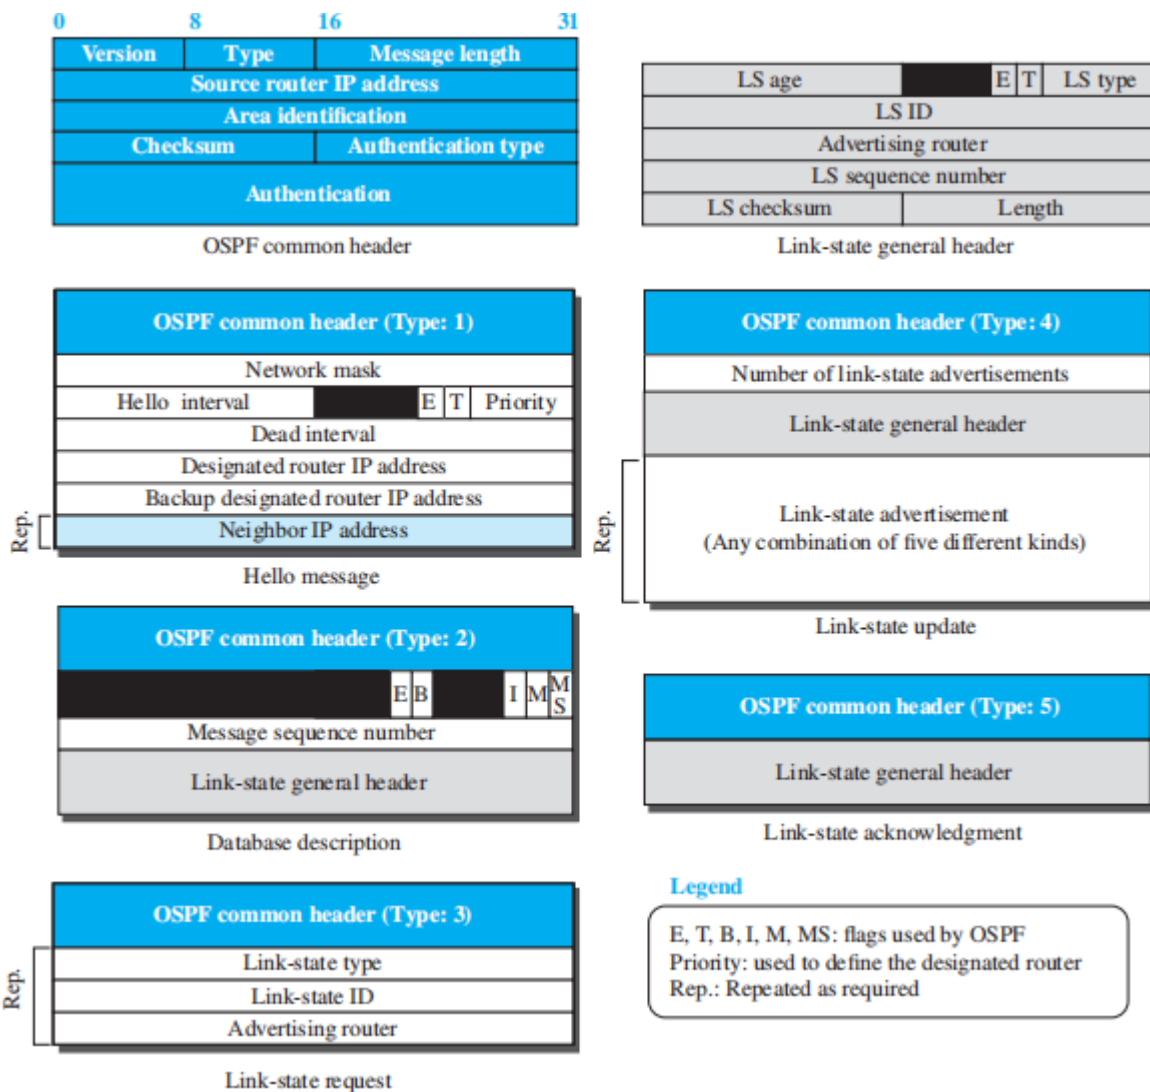 0 8 16 31
Version Type Message length
Source router IP address
Area identification
Checksum Authentication type
Authentication
OSPF common header
LS age E T LS type
LS ID
Advertising router
LS sequence number
LS checksum Length
Link-state general header
OSPF common header (Type: 1)
Network mask
Hello interval E T Priority
Dead interval
Designated router IP address
Backup designated router IP address
Rep. Neighbor IP address
Hello message
OSPF common header (Type: 4)
Number of link-state advertisements
Link-state general header
Rep.
Link-state advertisement
(Any combination of five different kinds)
Link-state update
OSPF common header (Type: 2)
E B I M M S
Message sequence number
Link-state general header
Database description
OSPF common header (Type: 5)
Link-state general header
Link-state acknowledgment
OSPF common header (Type: 3)
Rep.
Link-state type
Link-state ID
Advertising router
Link-state request
Legend
E, T, B, I, M, MS: flags used by OSPF
Priority: used to define the designated router
Rep.: Repeated as required